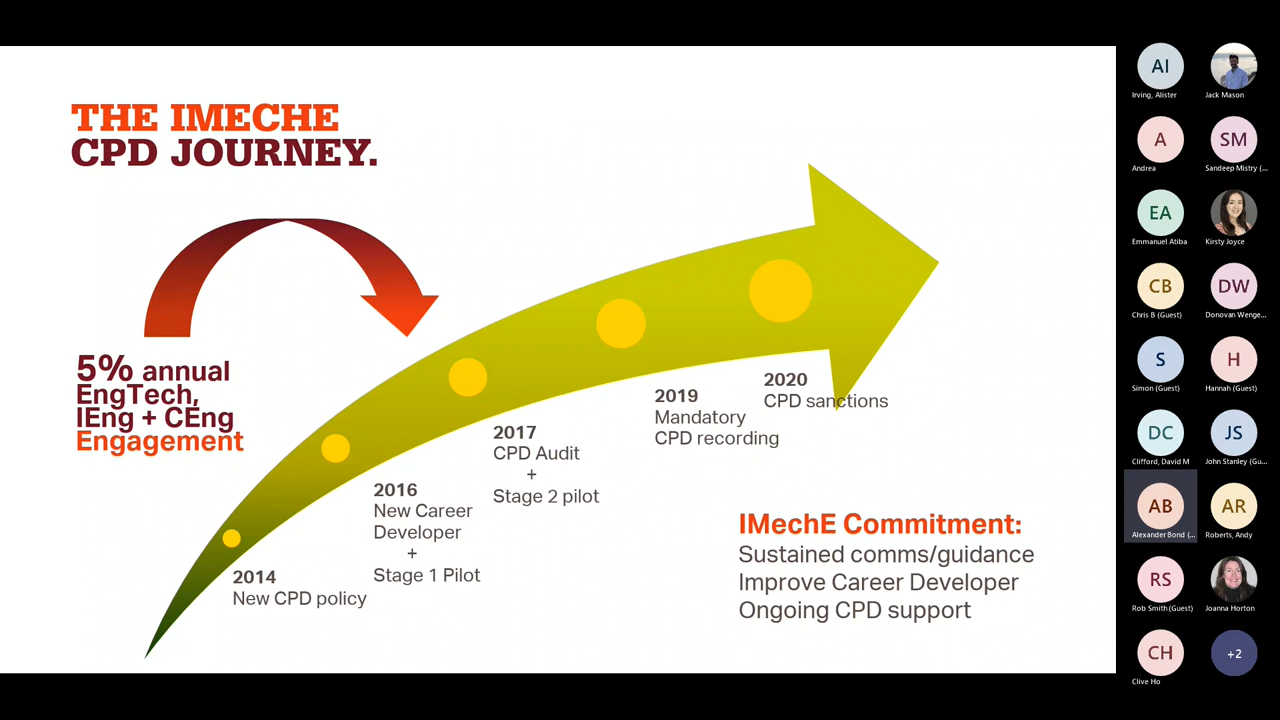 THE IMECHE
CPD JOURNEY.
5% annual
EngTech,
IEng + CEng
Engagement
2014
New CPD policy
2016
New Career
Developer
+
Stage 1 Pilot
2017
CPD Audit
+
Stage 2 pilot
2019
Mandatory
CPD recording
2020
CPD sanctions
IMechE Commitment:
Sustained comms/guidance
Improve Career Developer
Ongoing CPD support
AI
Irving, Alister
Jack Mason
A
Andrea
SM
Sandeep Mistry (...
EA
Emmanuel Atiba
Kirsty Joyce
CB
Chris B (Guest)
DW
Donovan Wenge...
S
Simon (Guest)
H
Hannah (Guest)
DC
Clifford, David M
JS
John Stanley (Gu...
AB
Alexander Bond (...
AR
Roberts, Andy
RS
Rob Smith (Guest)
Joanna Horton
CH
Clive Ho
+2